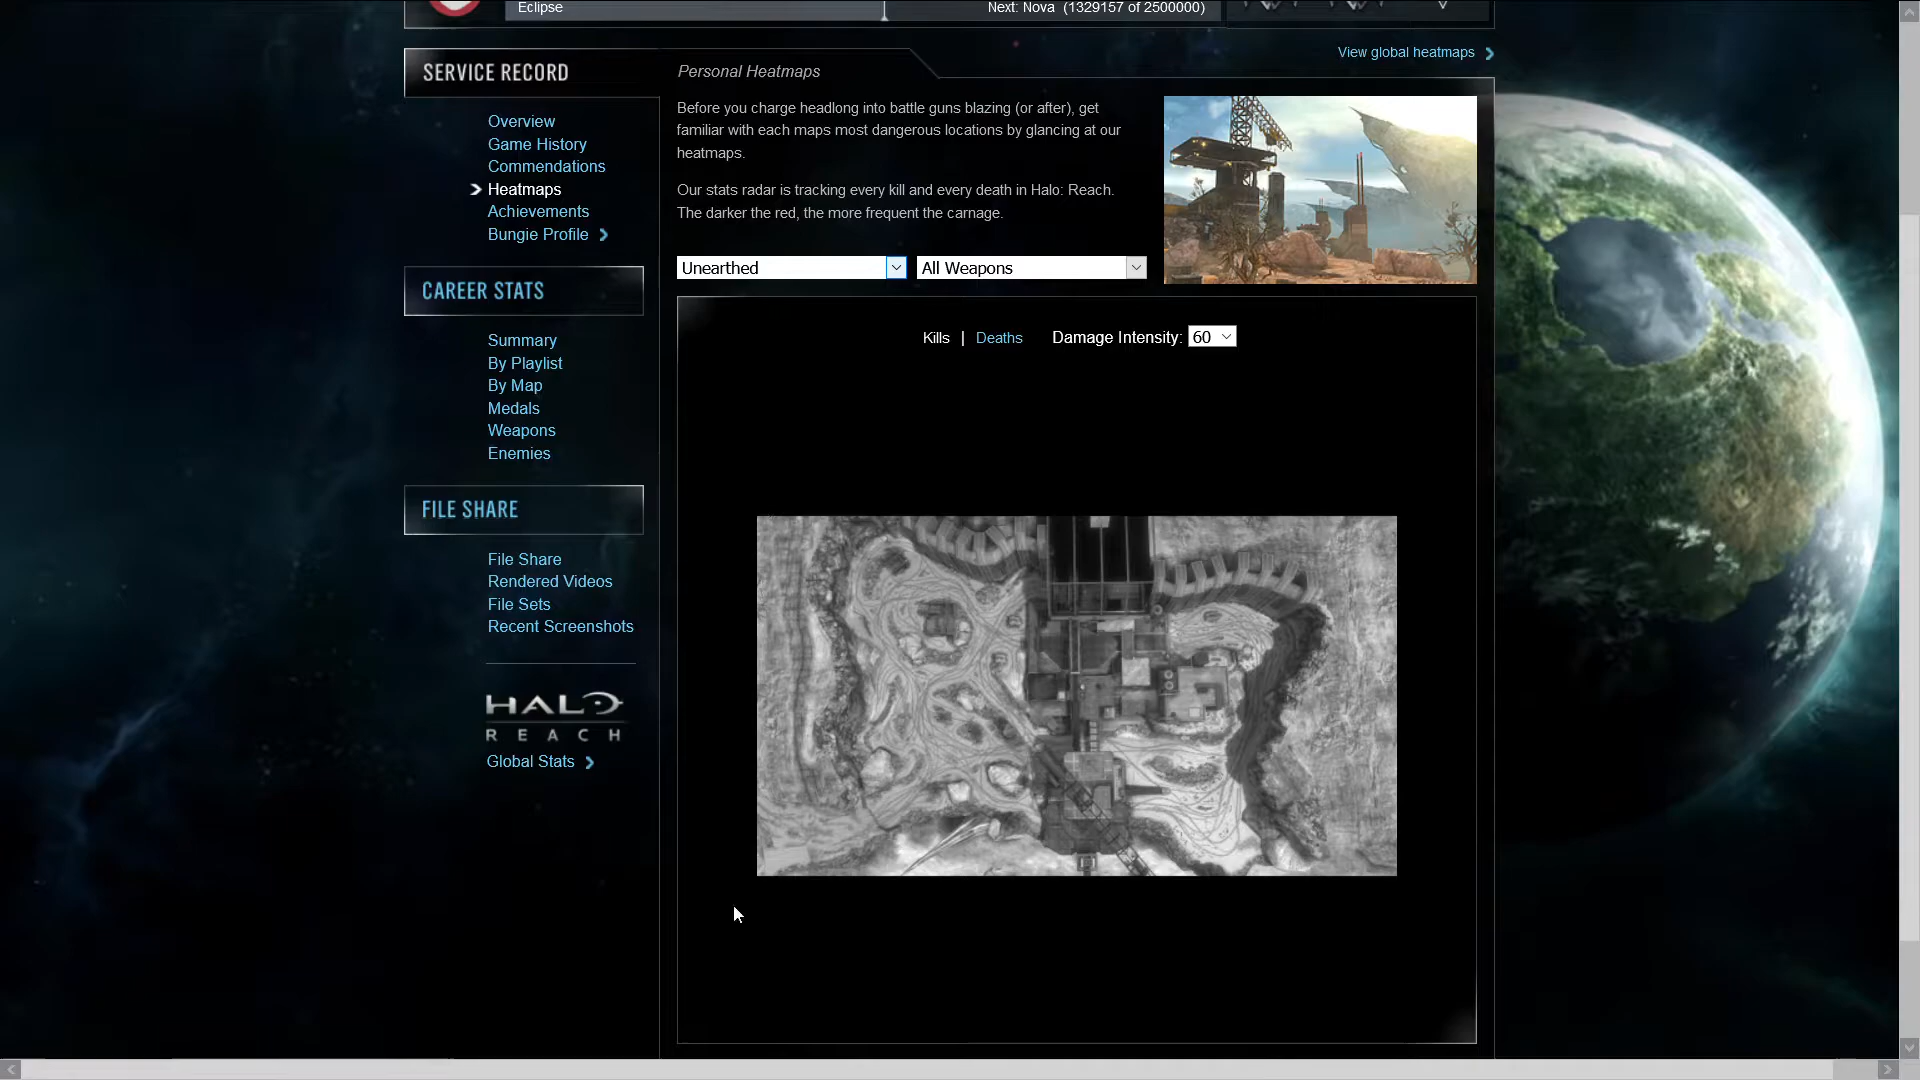 Eclipse
Next: Nova (1329157 of 2500000)
View global heatmaps
SERVICE RECORD
Overview
Game History
Commendations
Heatmaps
Achievements
Bungie Profile
CAREER STATS
Summary
By Playlist
By Map
Medals
Weapons
Enemies
FILE SHARE
File Share
Rendered Videos
File Sets
Recent Screenshots
HALO
REACH
Global Stats
Personal Heatmaps
Before you charge headlong into battle guns blazing (or after), get
familiar with each maps most dangerous locations by glancing at our
heatmaps.
Our stats radar is tracking every kill and every death in Halo: Reach.
The darker the red, the more frequent the carnage.
Unearthed
All Weapons
Kills | Deaths Damage Intensity: 60